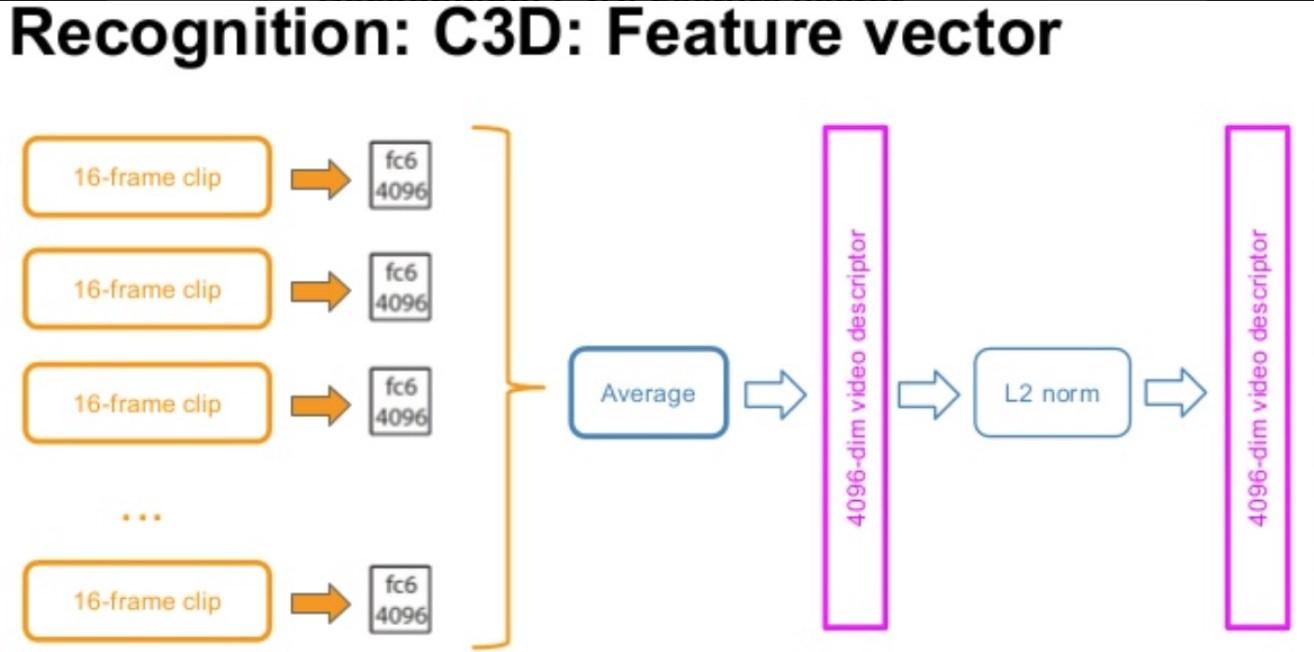 Recognition: C3D: Feature vector
16-frame clip
fc6
4096
16-frame clip
fc6
4096
16-frame clip
fc6
4096
...
16-frame clip
fc6
4096
Average
4096-dim video descriptor
L2 norm
4096-dim video descriptor